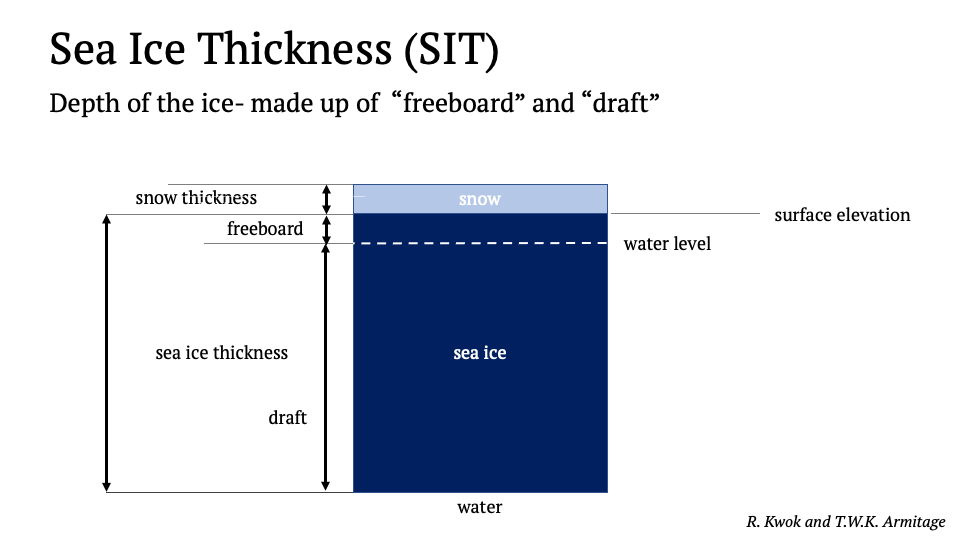 Sea Ice Thickness (SIT)
Depth of the ice- made up of “freeboard” and “draft”
snow thickness
snow
surface elevation
freeboard
water level
sea ice thickness
sea ice
draft
water
R. Kwok and T.W.K. Armitage